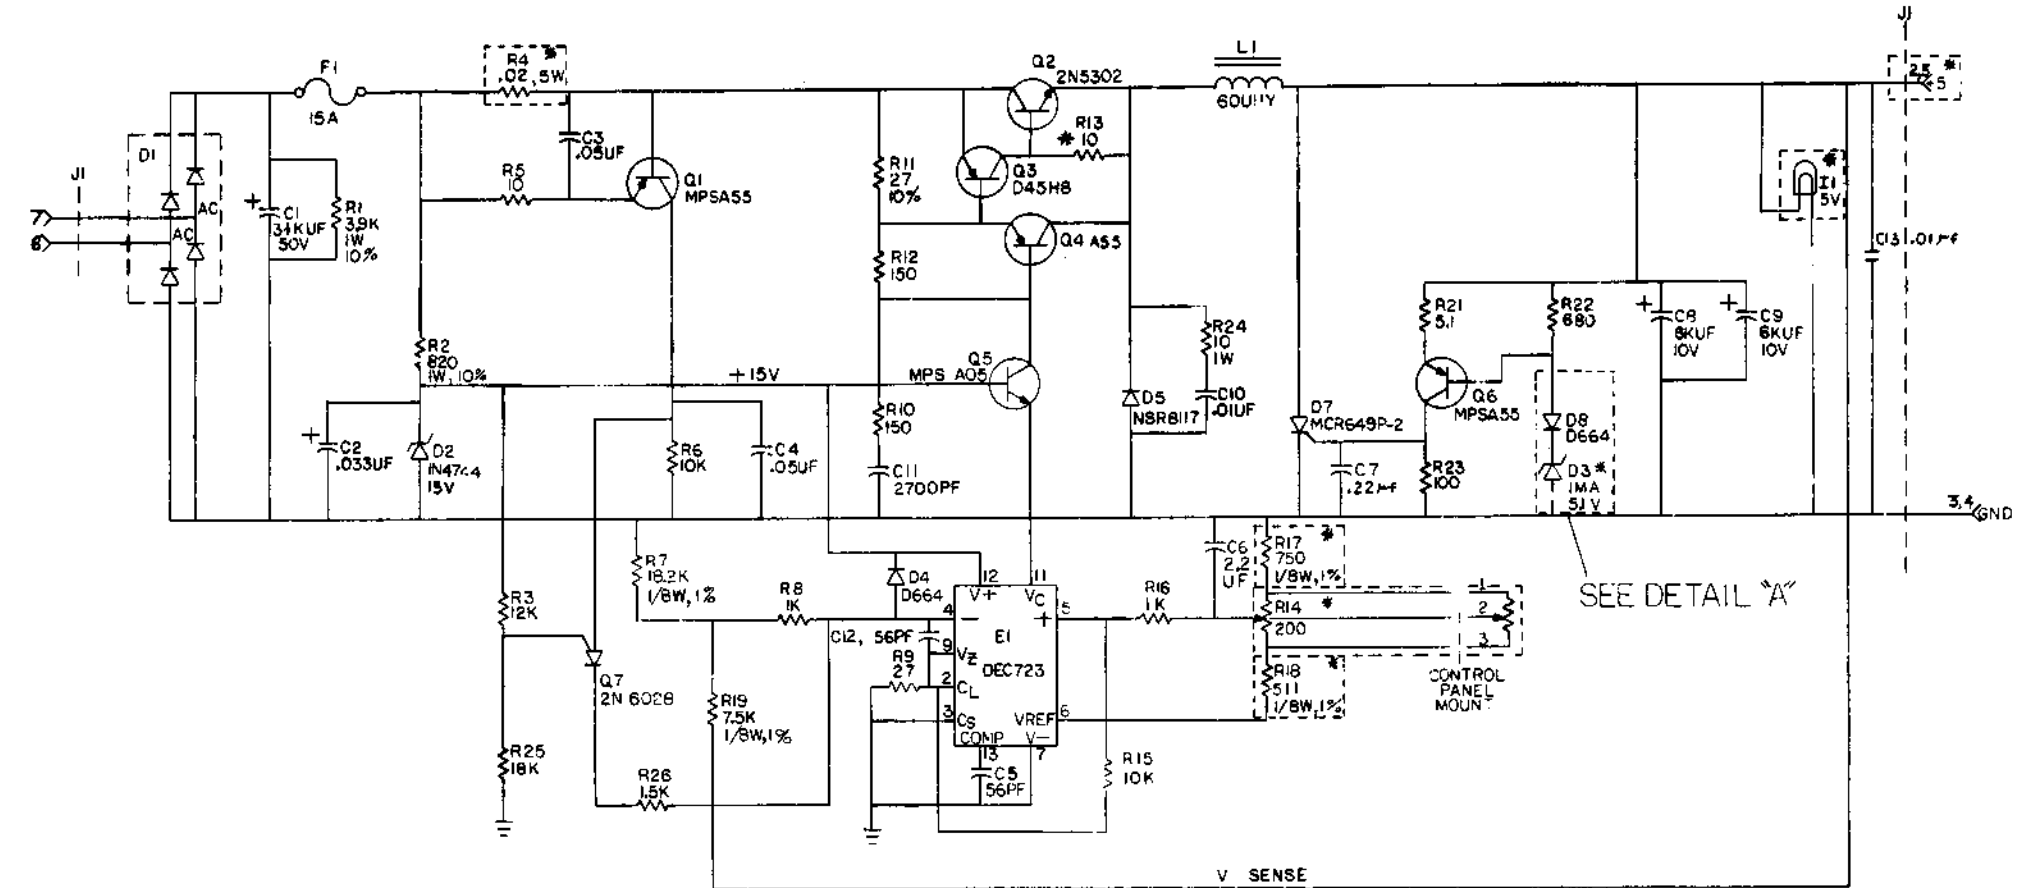 J1
F1
15A
R4 *
.02, 5W
C3
.05UF
R5
10
Q1
MPSA55
D1
J1
7
8
AC
AC
C1
50V
R1
3.9K
1W
10%
R2
820
1W, 10%
+15V
C2
.033UF
D2
15V
R6
10K
C4
.05UF
Q2
2N5302
L1
* R13
10
R11
27
10%
Q3
D45H8
Q4 A55
R12
150
Q5
MPS A05
R10
150
C11
2700PF
D5
R24
10
1W
C10
.01UF
D7
MCR649P-2
C7
R23
100
R21
5.1
Q6
MPSA55
R22
680
D8
D664
D3 *
1MA
5.1V
C8
10V
C9
6KUF
10V
I1
5V
*
C13
2,5 *
5
3,4
GND
SEE DETAIL "A"
R7
18.2K
1/8W, 1%
R8
1K
D4
D664
12
V+
11
VC
4
–
5
+
E1
DEC723
C12, 56PF
9
VZ
R9
27
2
CL
3
CS
VREF
6
COMP
V–
13
7
C5
56PF
R16
1K
R15
10K
C6
2.2
UF
R17 *
750
1/8W, 1%
R14 *
200
R18 *
511
1/8W, 1%
1
2
3
CONTROL
PANEL
MOUNT
R3
12K
Q7
2N 6028
R25
18K
R26
1.5K
R19
7.5K
1/8W, 1%
V SENSE